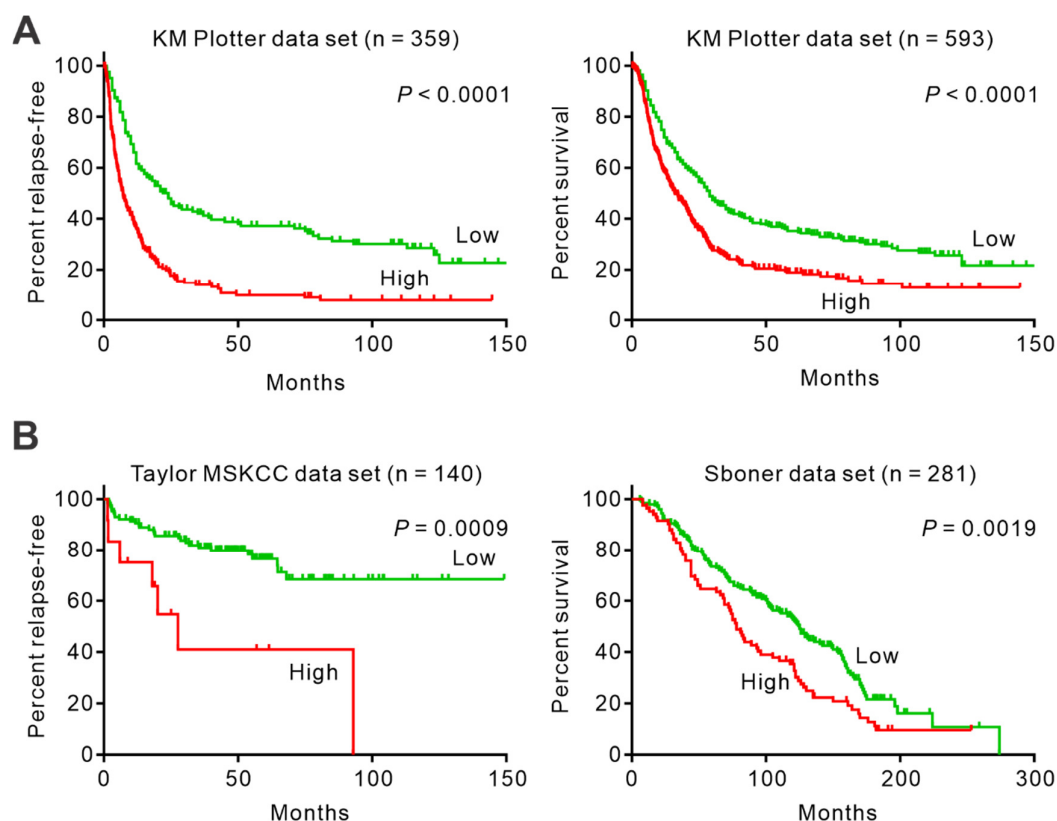 A
KM Plotter data set (n = 359)
P < 0.0001
Percent relapse-free
100
80
60
40
20
0
Low
High
0 50 100 150
Months
KM Plotter data set (n = 593)
P < 0.0001
Percent survival
100
80
60
40
20
0
Low
High
0 50 100 150
Months
B
Taylor MSKCC data set (n = 140)
P = 0.0009
Percent relapse-free
100
80
60
40
20
0
Low
High
0 50 100 150
Months
Sboner data set (n = 281)
P = 0.0019
Percent survival
100
80
60
40
20
0
Low
High
0 100 200 300
Months